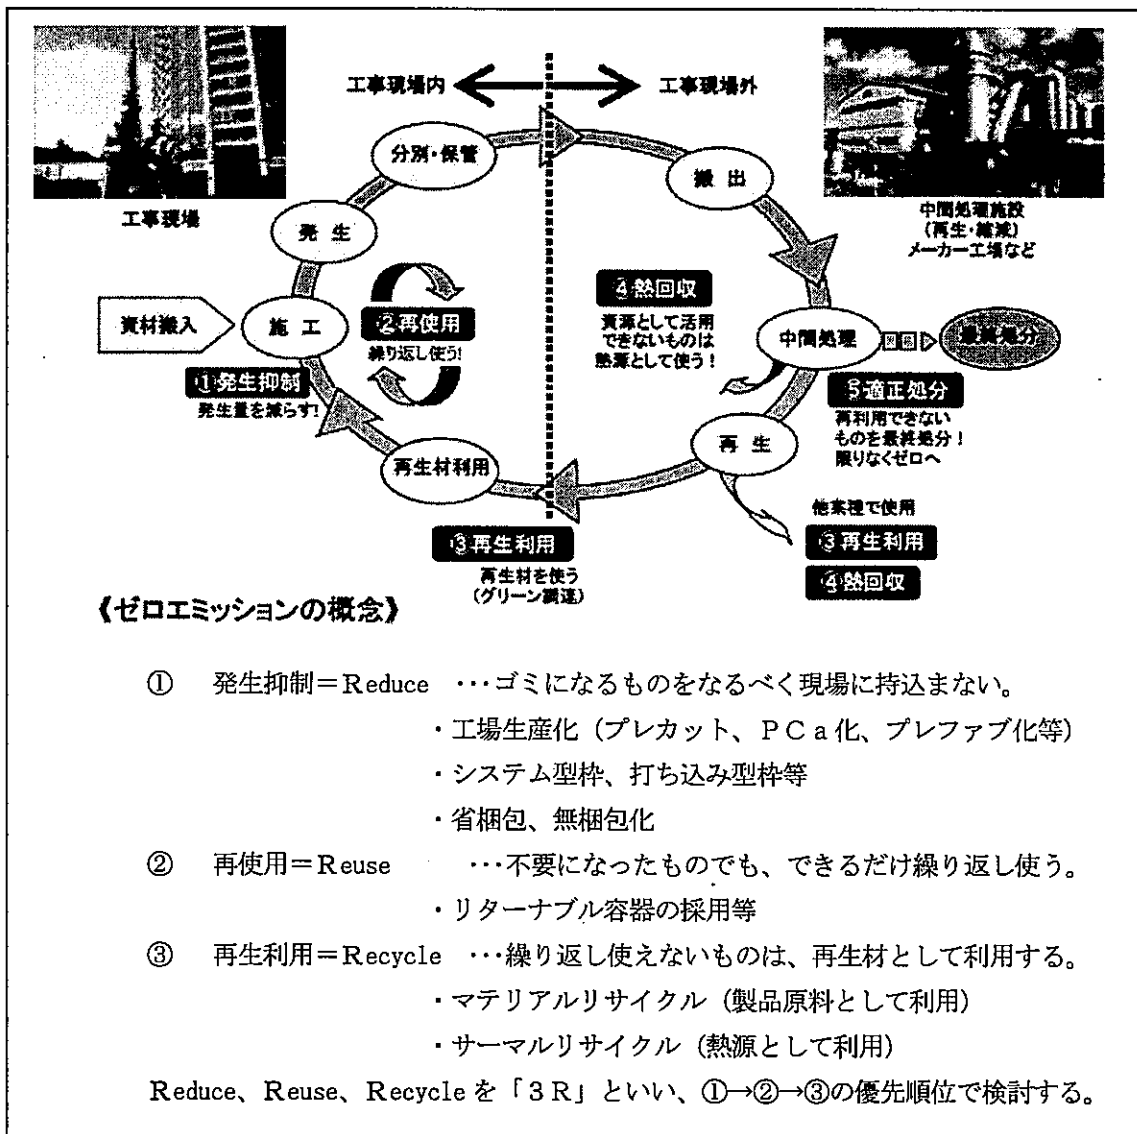 工事現場内
工事現場外
分別・保管
搬出
工事現場
発生
中間処理施設
(再生・縮減)
メーカー工場など
資材搬入
施工
②再使用
繰り返し使う!
④熱回収
資源として活用
できないものは
熱源として使う!
中間処理
最終処分
①発生抑制
発生量を減らす!
⑤適正処分
再利用できない
ものを最終処分!
限りなくゼロへ
再生
再生材利用
他業種で使用
③再生利用
④熱回収
③再生利用
再生材を使う
(グリーン調達)
《ゼロエミッションの概念》
① 発生抑制=Reduce …ゴミになるものをなるべく現場に持込まない。
・工場生産化(プレカット、PCa化、プレファブ化等)
・システム型枠、打ち込み型枠等
・省梱包、無梱包化
② 再使用=Reuse …不要になったものでも、できるだけ繰り返し使う。
・リターナブル容器の採用等
③ 再生利用=Recycle …繰り返し使えないものは、再生材として利用する。
・マテリアルリサイクル(製品原料として利用)
・サーマルリサイクル(熱源として利用)
Reduce、Reuse、Recycleを「3R」といい、①→②→③の優先順位で検討する。